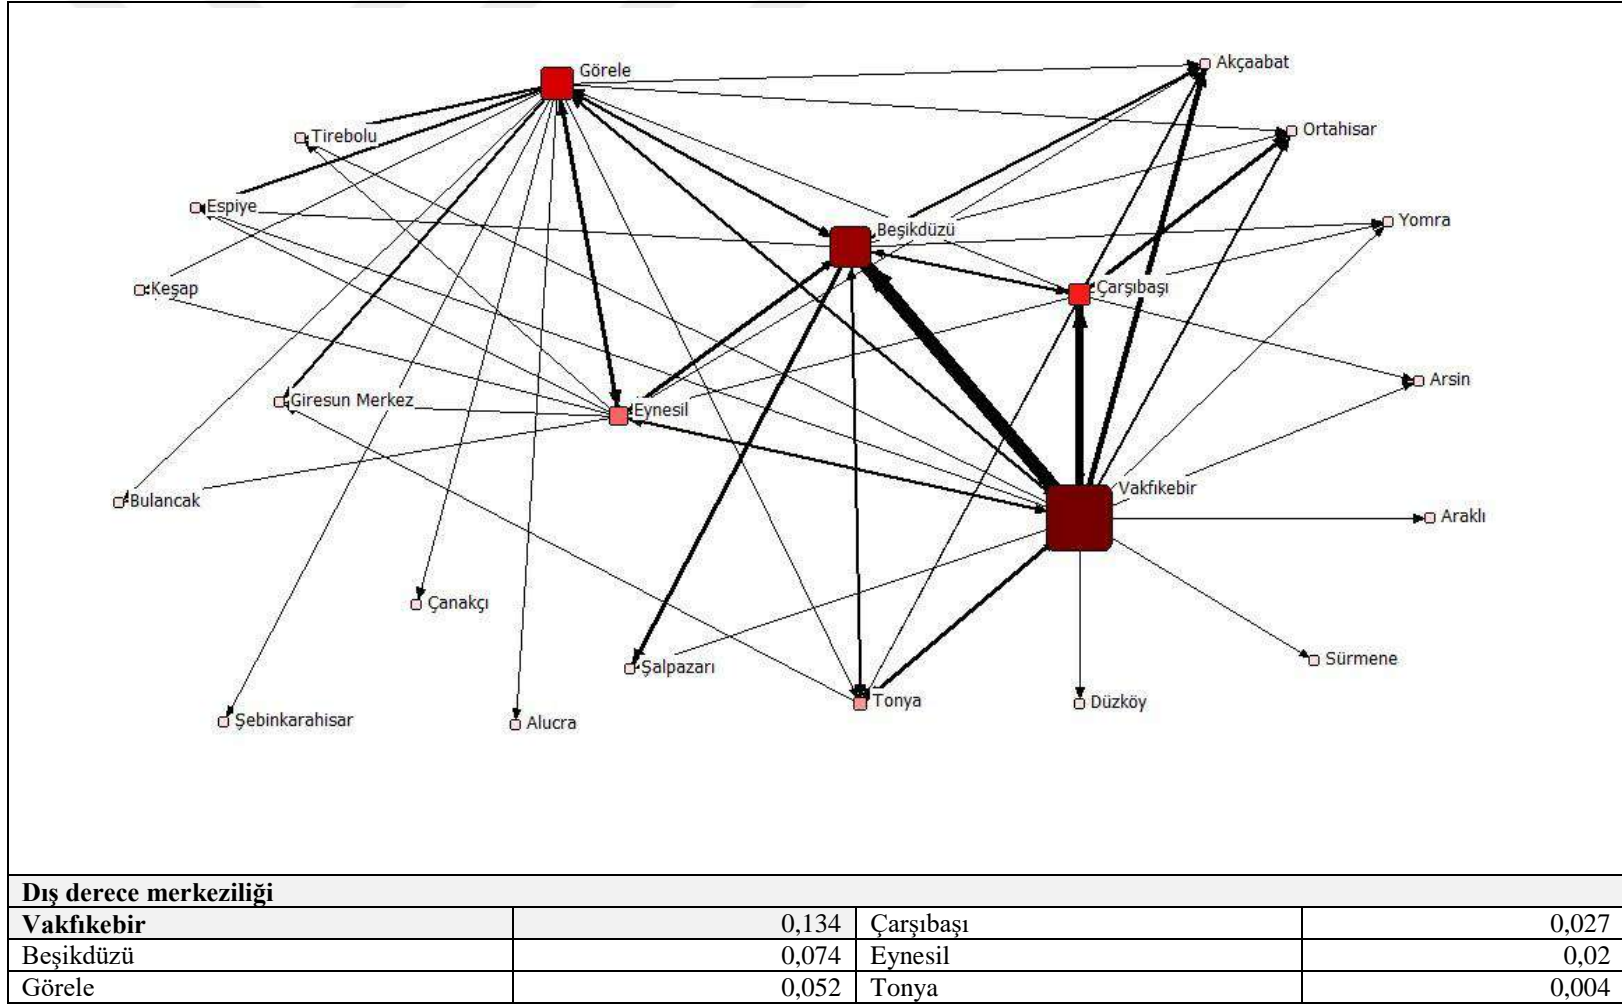 Görele
Akçaabat
Tirebolu
Ortahisar
Espiye
Yomra
Beşikdüzü
Keşap
Çarşıbaşı
Arsin
Giresun Merkez
Eynesil
Vakfıkebir
Bulancak
Araklı
Çanakçı
Şalpazarı
Sürmene
Tonya
Düzköy
Şebinkarahisar
Alucra
Dış derece merkeziliği
Vakfıkebir 0,134 Çarşıbaşı 0,027
Beşikdüzü 0,074 Eynesil 0,02
Görele 0,052 Tonya 0,004